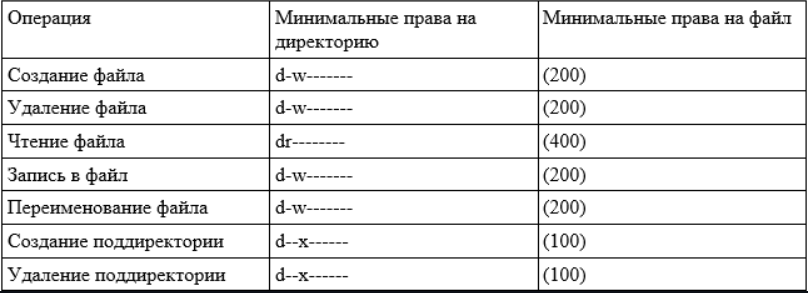 Операция Минимальные права на Минимальные права на файл
директорию
Создание файла d-w------- (200)
Удаление файла d-w------- (200)
Чтение файла dr-------- (400)
Запись в файл d-w------- (200)
Переименование файла d-w------- (200)
Создание поддиректории d--x------ (100)
Удаление поддиректории d--x------ (100)